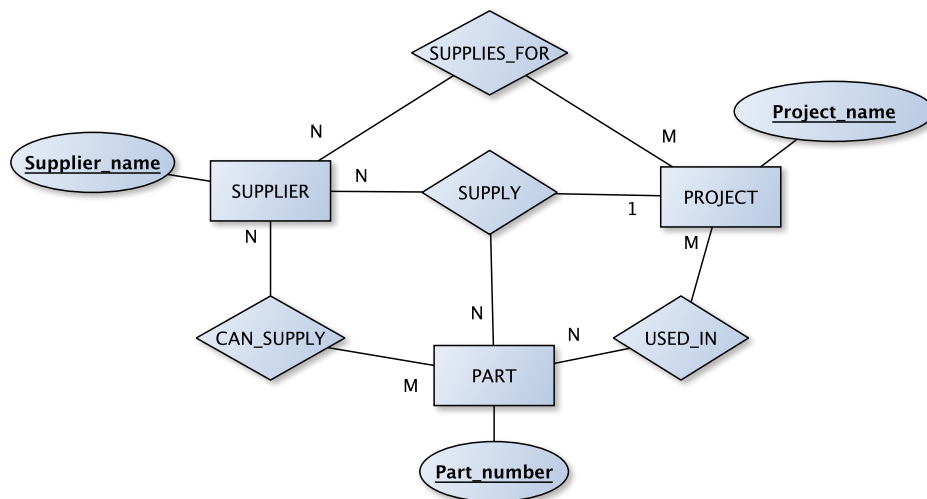 SUPPLIES_FOR
Project_name
N
M
Supplier_name
SUPPLIER
N
SUPPLY
1
PROJECT
N
M
N
N
CAN_SUPPLY
USED_IN
M
PART
Part_number